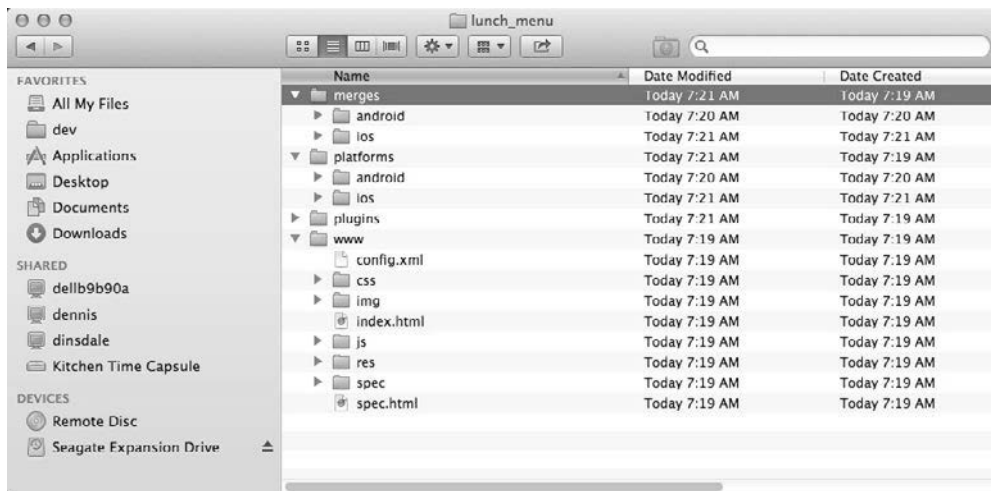 lunch_menu
FAVORITES
All My Files
dev
Applications
Desktop
Documents
Downloads
SHARED
dellb9b90a
dennis
dinsdale
Kitchen Time Capsule
DEVICES
Remote Disc
Seagate Expansion Drive
Name Date Modified Date Created
merges Today 7:21 AM Today 7:19 AM
android Today 7:20 AM Today 7:20 AM
ios Today 7:21 AM Today 7:21 AM
platforms Today 7:21 AM Today 7:19 AM
android Today 7:20 AM Today 7:20 AM
ios Today 7:21 AM Today 7:21 AM
plugins Today 7:21 AM Today 7:19 AM
www Today 7:19 AM Today 7:19 AM
config.xml Today 7:19 AM Today 7:19 AM
css Today 7:19 AM Today 7:19 AM
img Today 7:19 AM Today 7:19 AM
index.html Today 7:19 AM Today 7:19 AM
js Today 7:19 AM Today 7:19 AM
res Today 7:19 AM Today 7:19 AM
spec Today 7:19 AM Today 7:19 AM
spec.html Today 7:19 AM Today 7:19 AM